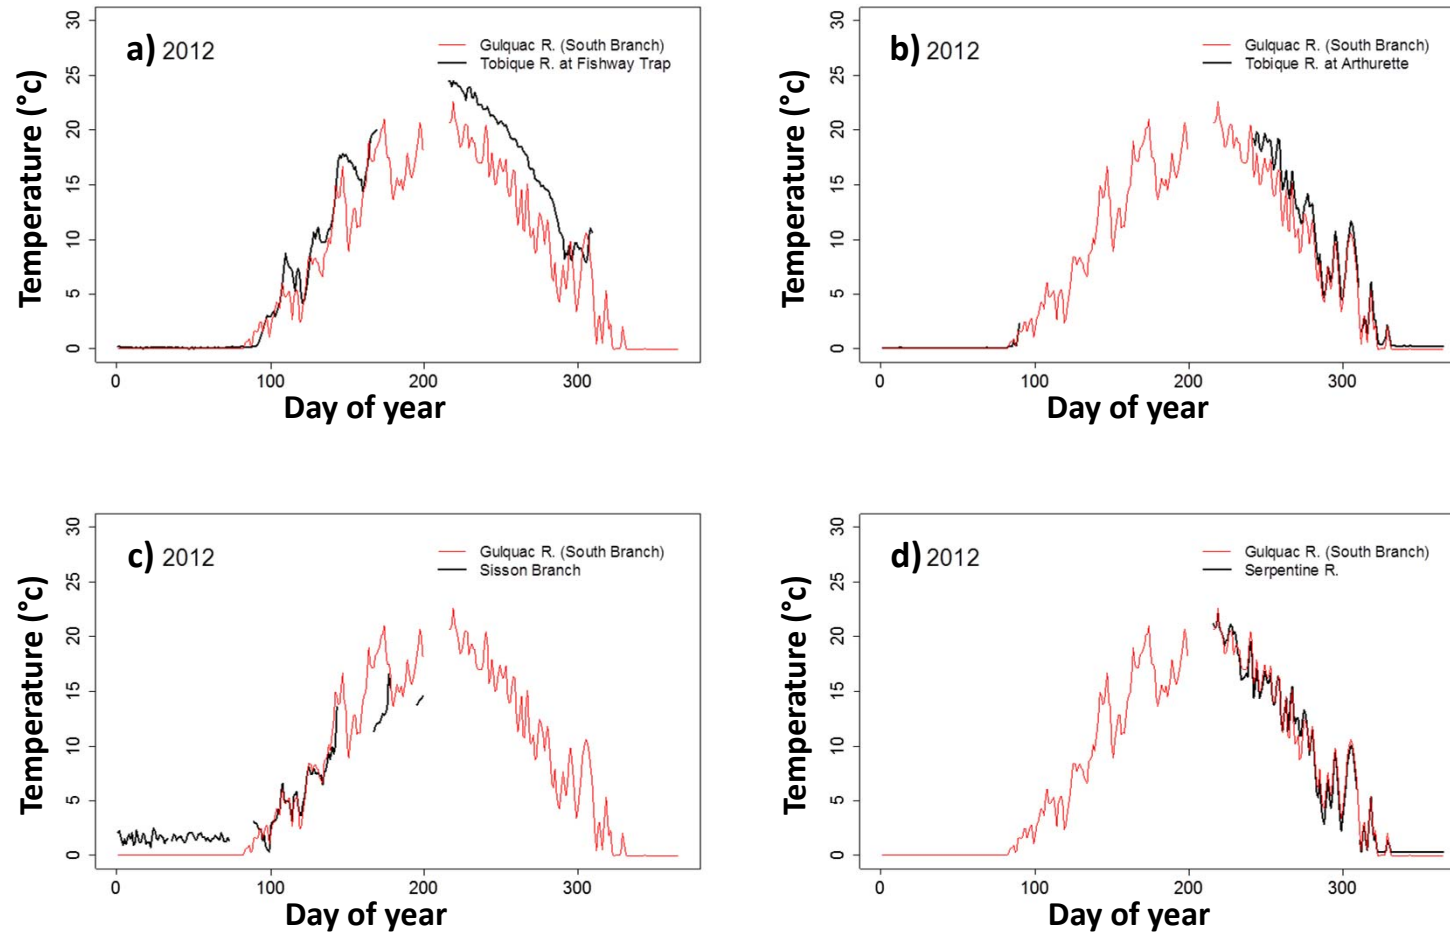 a) 2012
Gulquac R. (South Branch)
Tobique R. at Fishway Trap
Temperature (°c)
0 5 10 15 20 25 30
0 100 200 300
Day of year
b) 2012
Gulquac R. (South Branch)
Tobique R. at Arthurette
Temperature (°c)
0 5 10 15 20 25 30
0 100 200 300
Day of year
c) 2012
Gulquac R. (South Branch)
Sisson Branch
Temperature (°c)
0 5 10 15 20 25 30
0 100 200 300
Day of year
d) 2012
Gulquac R. (South Branch)
Serpentine R.
Temperature (°c)
0 5 10 15 20 25 30
0 100 200 300
Day of year